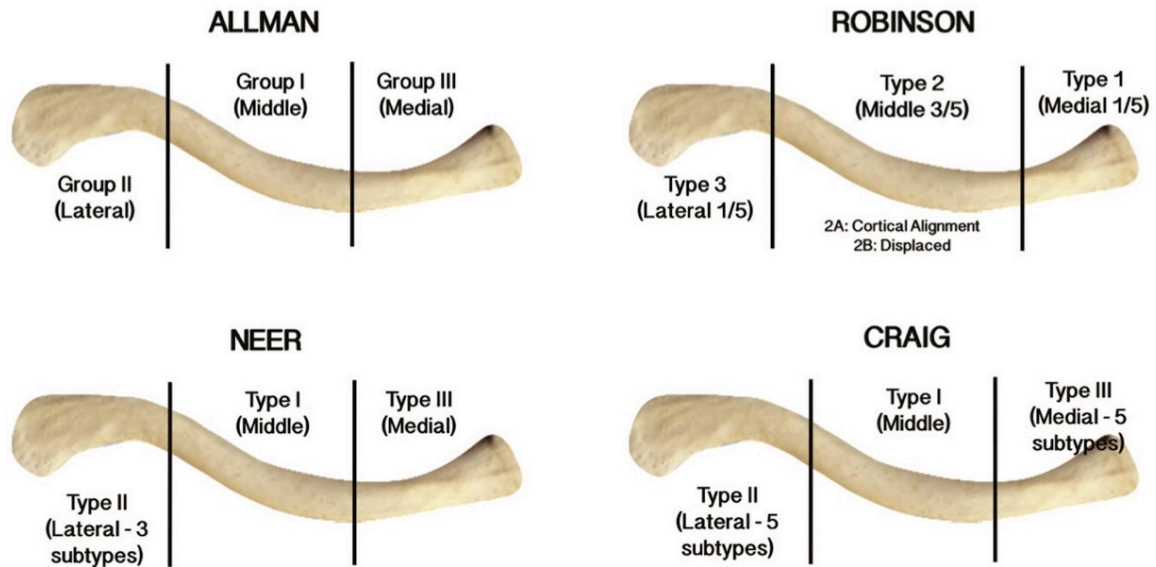 ALLMAN
Group I
(Middle)
Group III
(Medial)
Group II
(Lateral)
ROBINSON
Type 2
(Middle 3/5)
Type 1
(Medial 1/5)
Type 3
(Lateral 1/5)
2A: Cortical Alignment
2B: Displaced
NEER
Type I
(Middle)
Type III
(Medial)
Type II
(Lateral - 3
subtypes)
CRAIG
Type I
(Middle)
Type III
(Medial - 5
subtypes)
Type II
(Lateral - 5
subtypes)